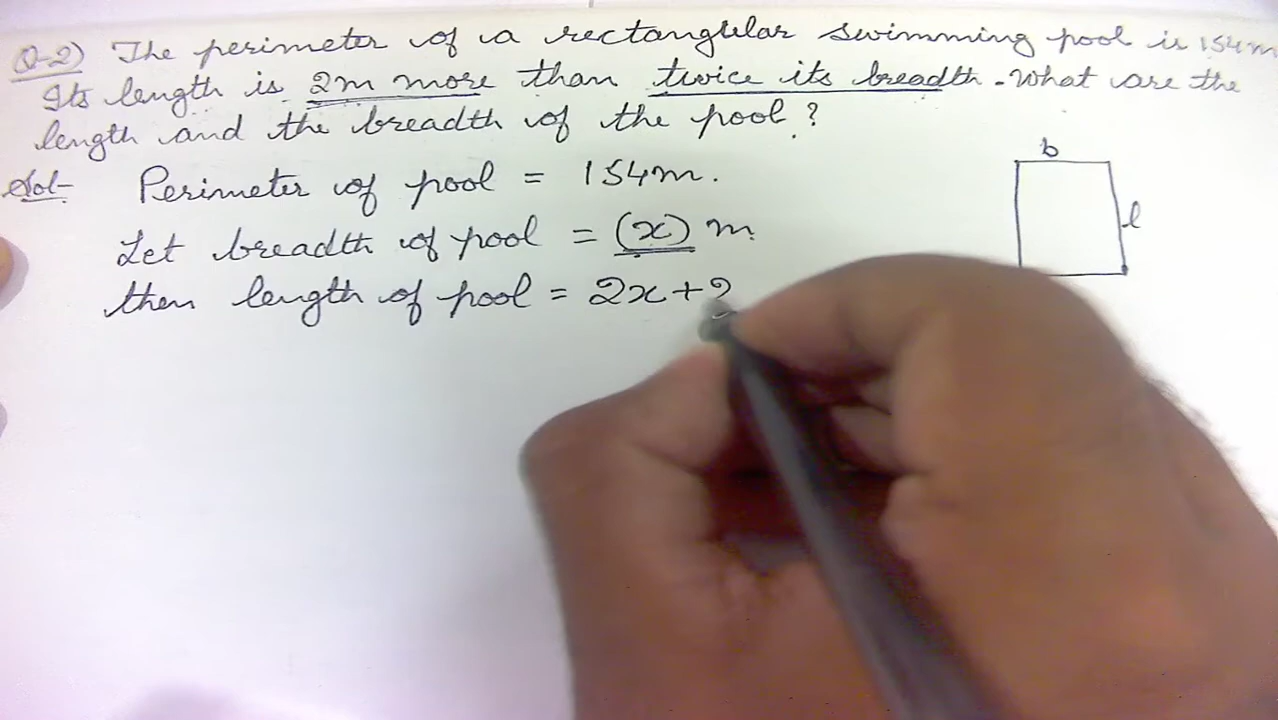 Q-2) The perimeter of a rectangular swimming pool is 154m
Its length is 2m more than twice its breadth. What are the
length and the breadth of the pool?
Sol- Perimeter of pool = 154m.
b
Let breadth of pool = (x) m
l
then length of pool = 2x+2